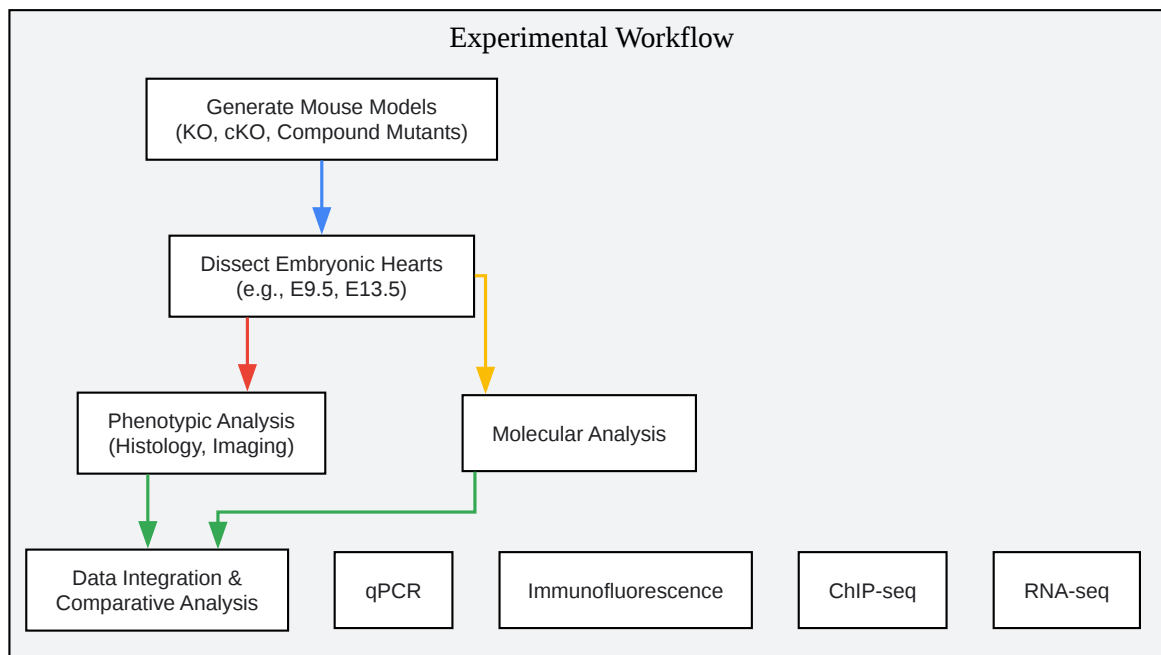 Experimental Workflow
Generate Mouse Models
(KO, cKO, Compound Mutants)
Dissect Embryonic Hearts
(e.g., E9.5, E13.5)
Phenotypic Analysis
(Histology, Imaging)
Molecular Analysis
Data Integration &
Comparative Analysis
qPCR
Immunofluorescence
ChIP-seq
RNA-seq